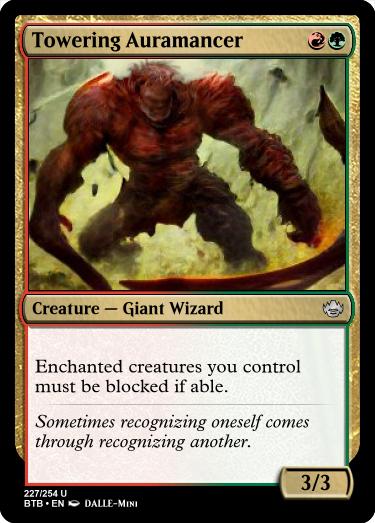 Towering Auramancer
Creature — Giant Wizard
Enchanted creatures you control
must be blocked if able.
Sometimes recognizing oneself comes
through recognizing another.
3/3
227/254 U
BTB • EN DALLE-Mini